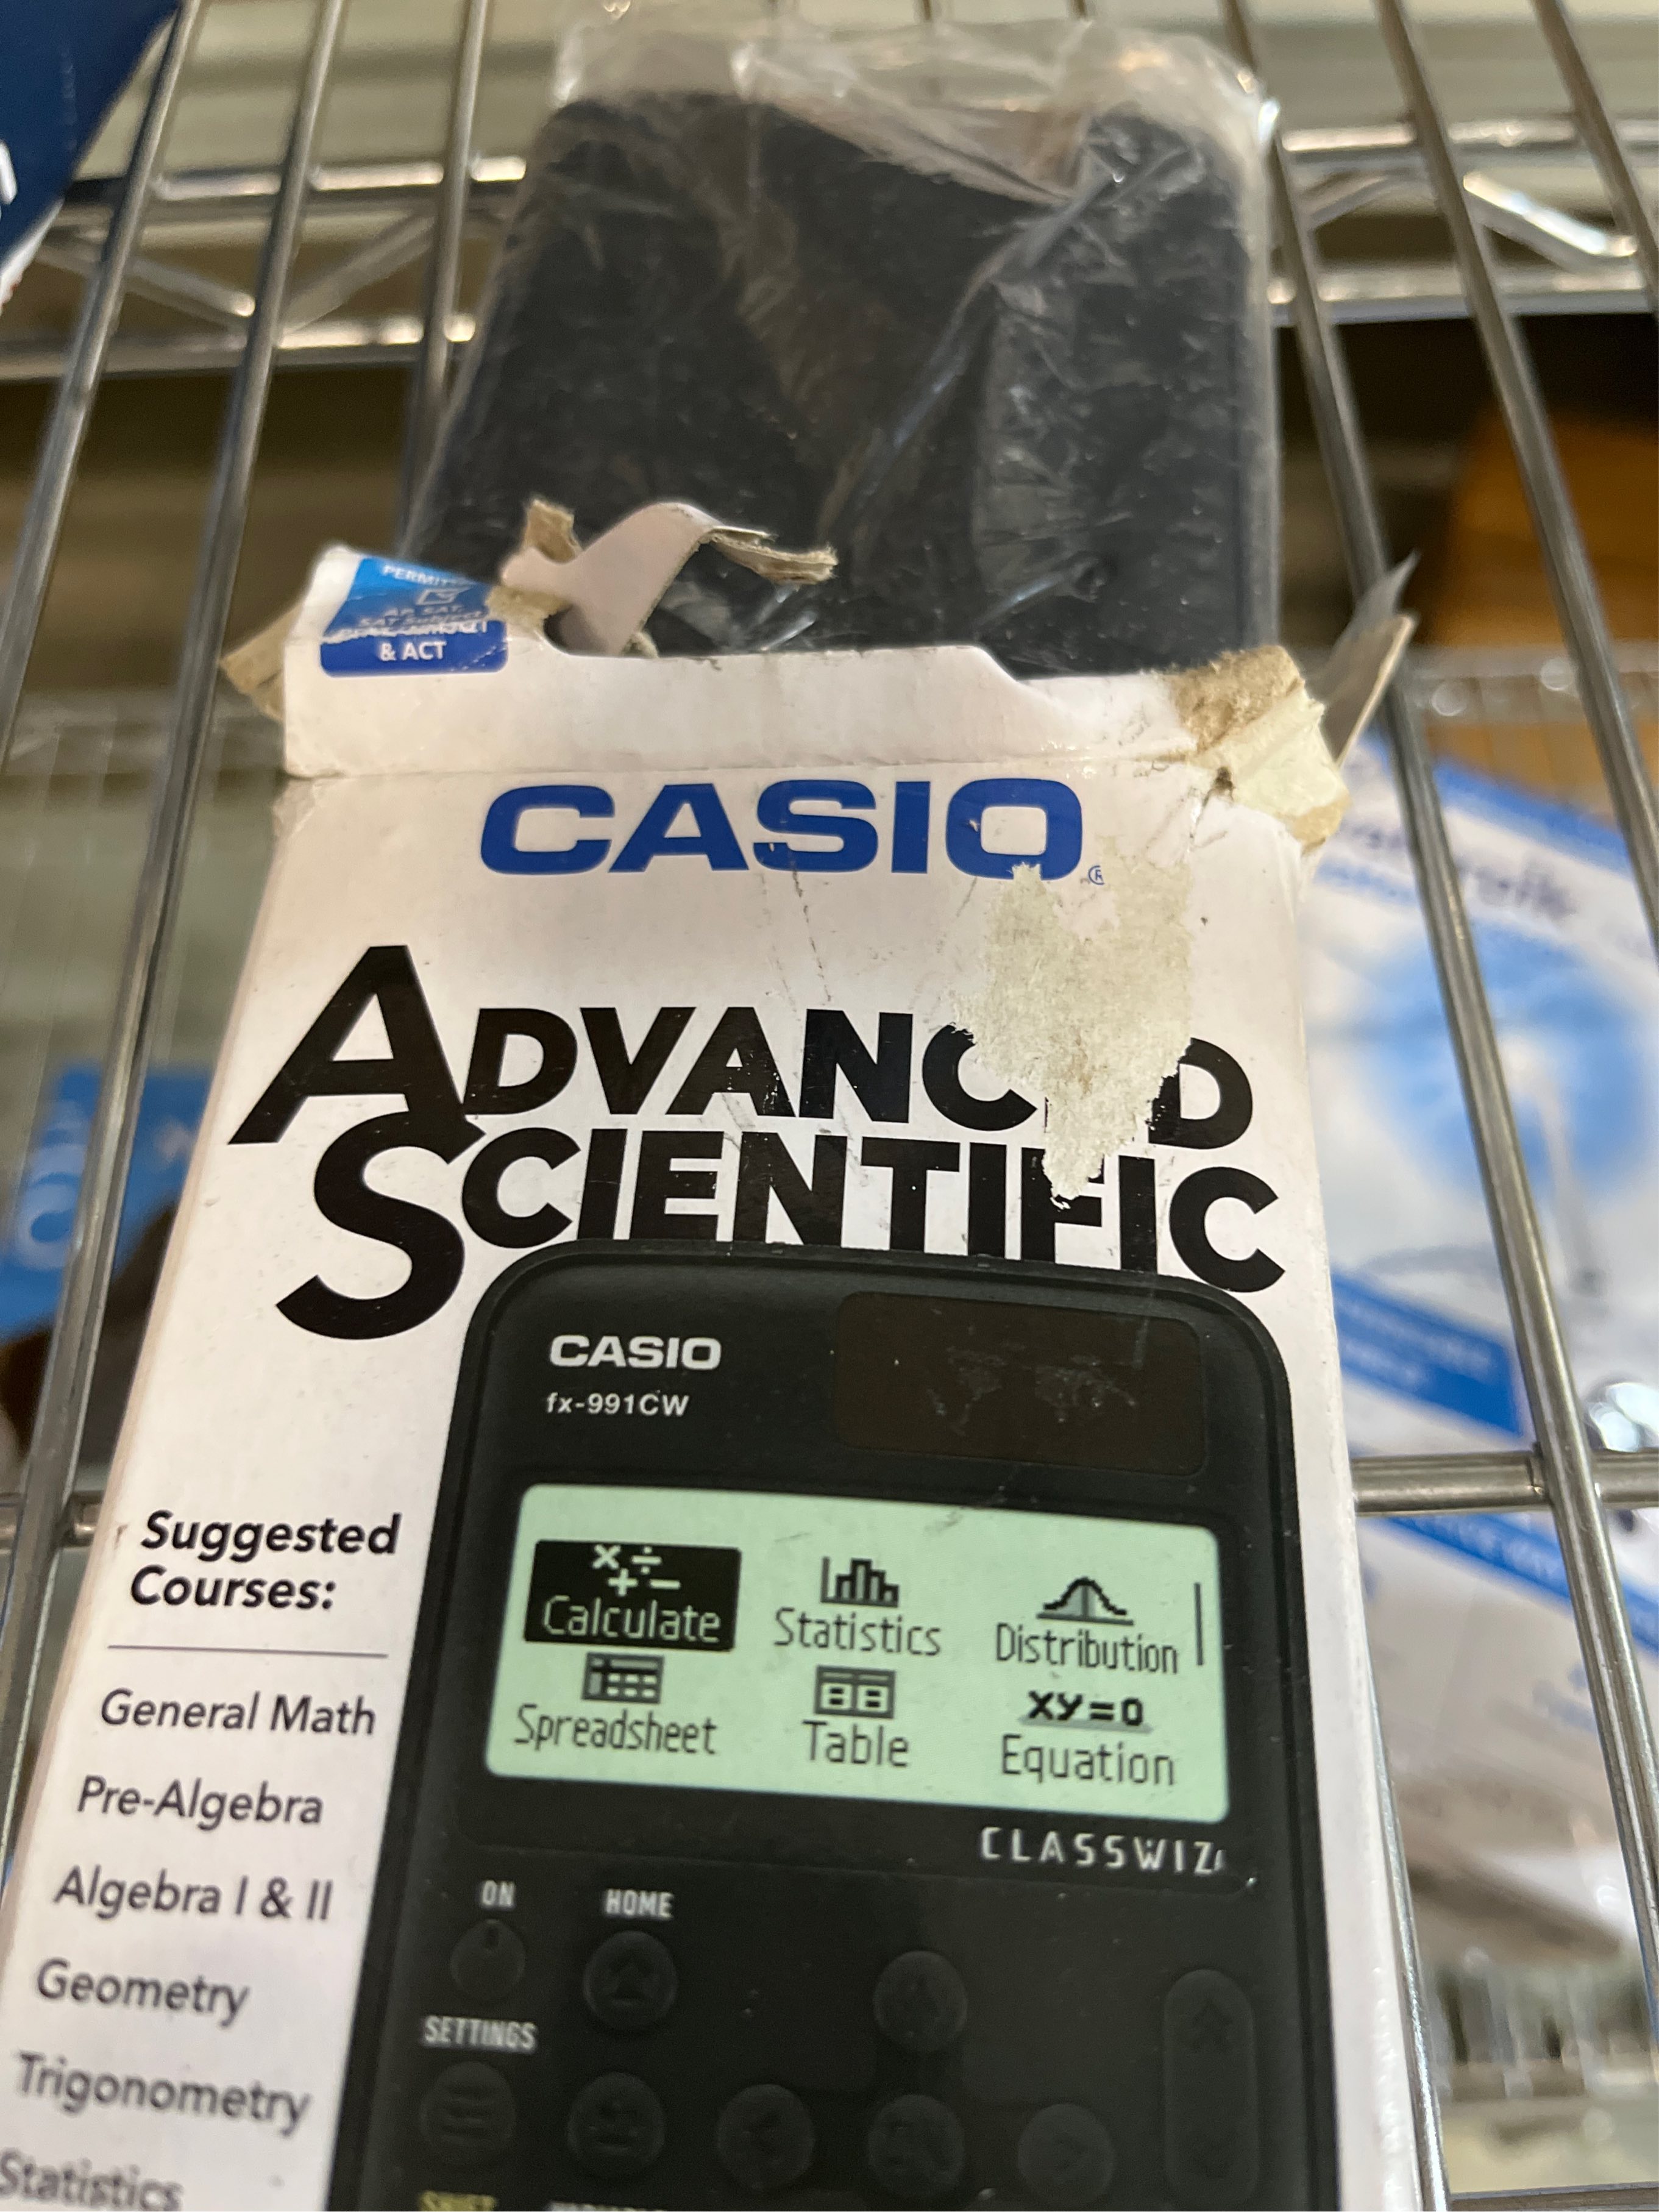 & ACT
CASIO®
ADVANCED
SCIENTIFIC
CASIO
fx-991CW
Calculate
Statistics
Distribution
Spreadsheet
Table
XY=0
Equation
CLASSWIZ
ON
HOME
SETTINGS
Suggested
Courses:
General Math
Pre-Algebra
Algebra I & II
Geometry
Trigonometry
Statistics